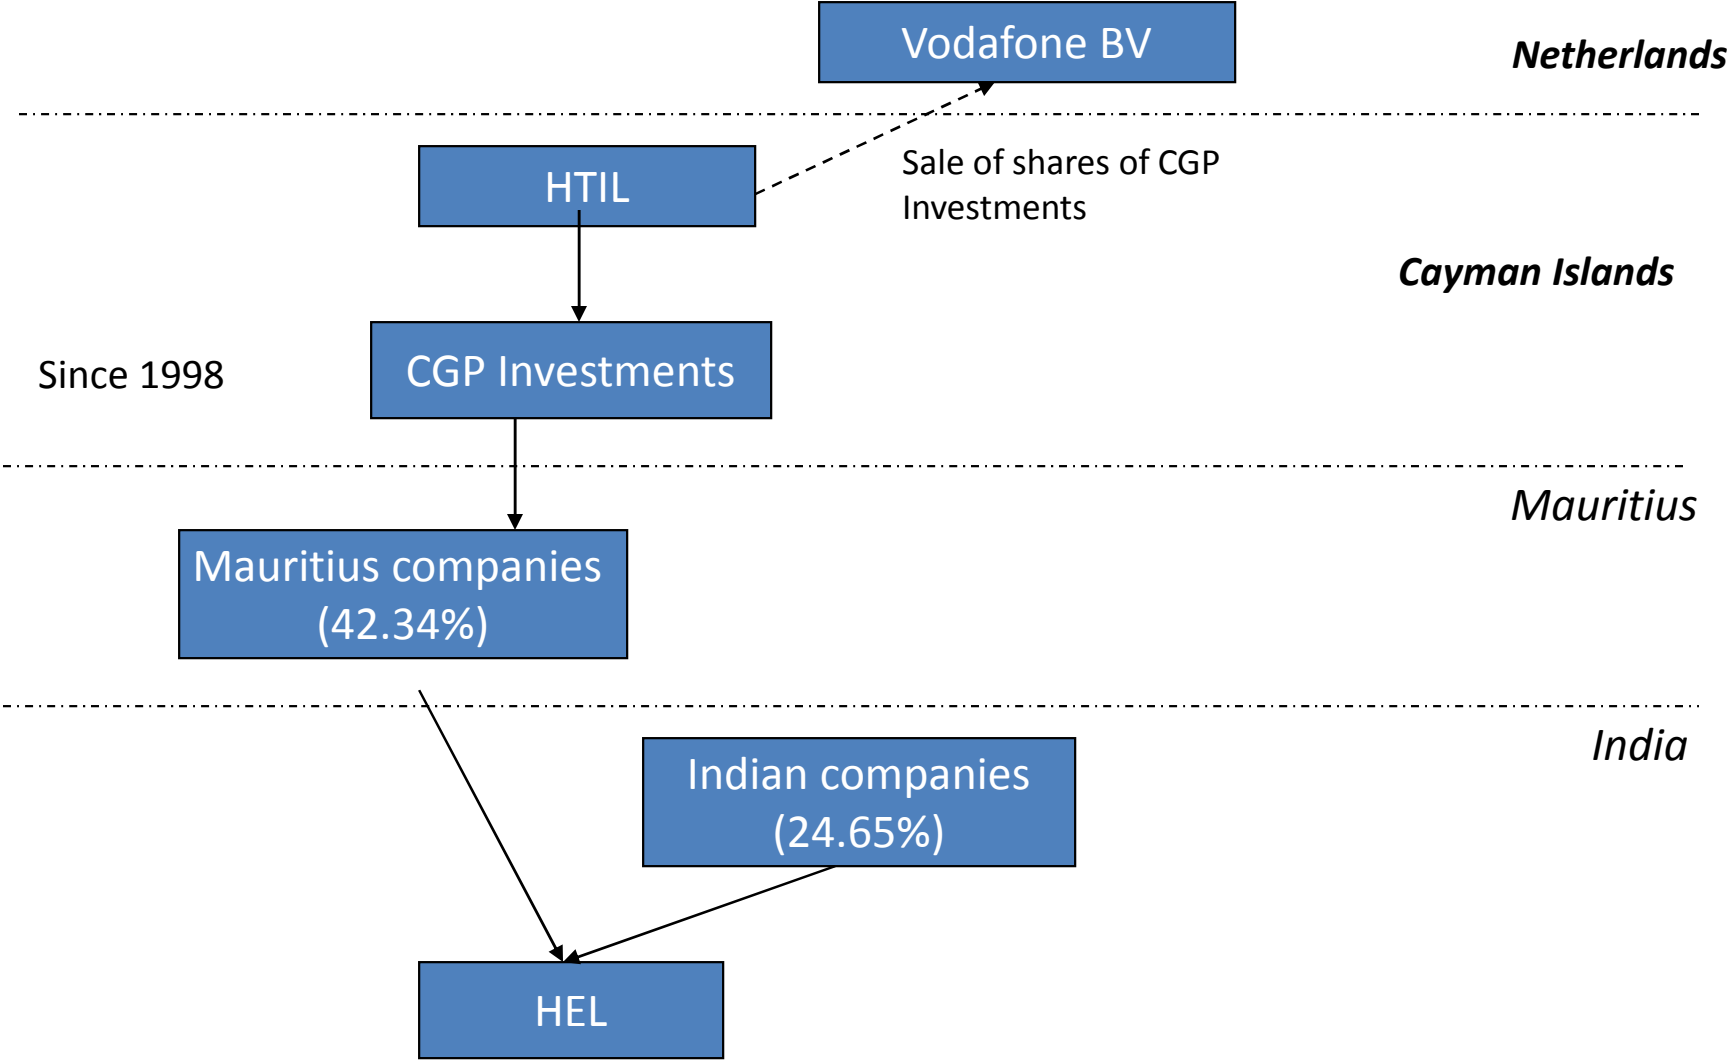 Vodafone BV
Netherlands
HTIL
Sale of shares of CGP
Investments
Cayman Islands
Since 1998
CGP Investments
Mauritius
Mauritius companies
(42.34%)
India
Indian companies
(24.65%)
HEL